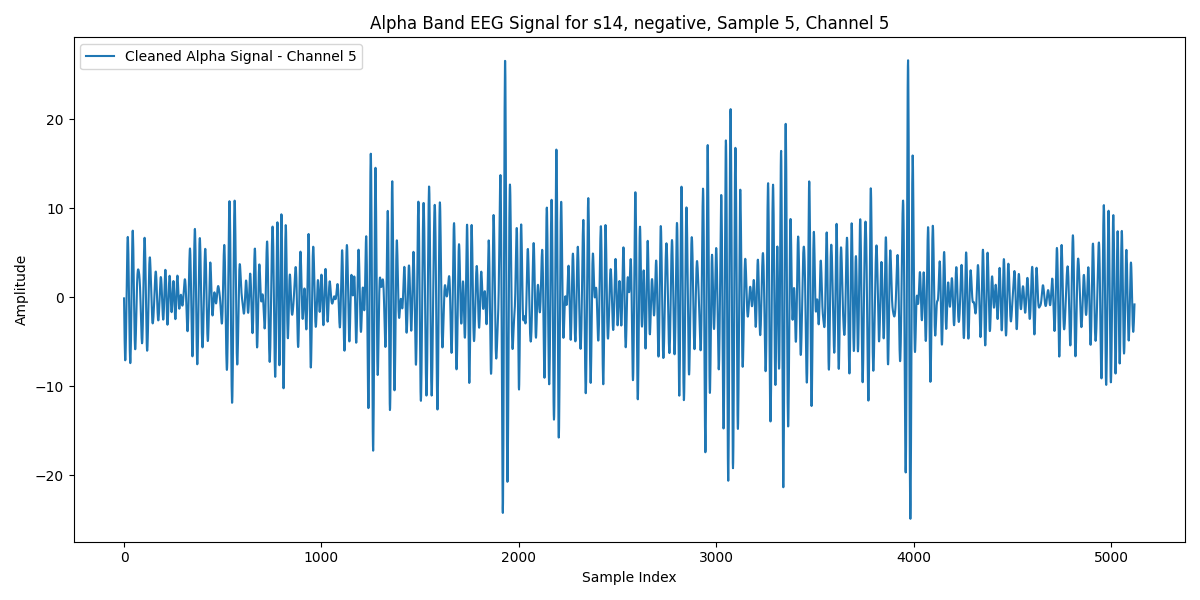 Alpha Band EEG Signal for s14, negative, Sample 5, Channel 5
Cleaned Alpha Signal - Channel 5
Amplitude
20
10
0
−10
−20
0 1000 2000 3000 4000 5000
Sample Index